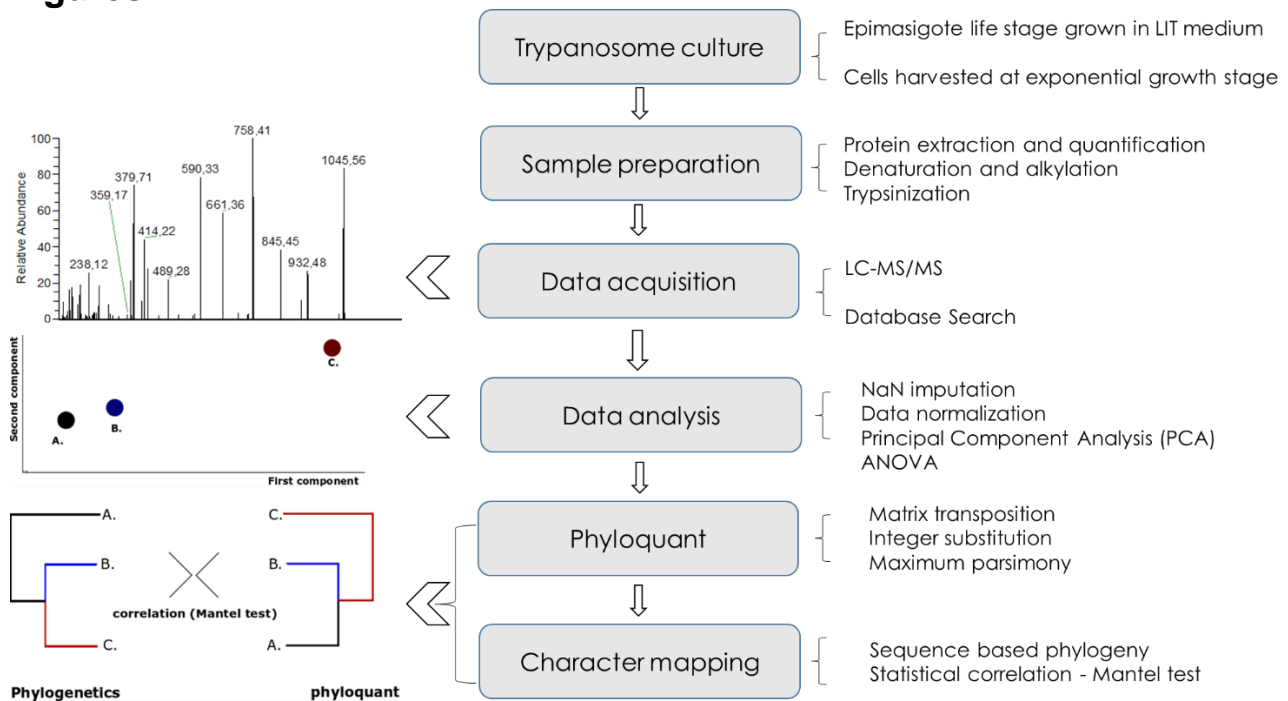 Trypanosome culture
Epimasigote life stage grown in LIT medium
Cells harvested at exponential growth stage
Sample preparation
Protein extraction and quantification
Denaturation and alkylation
Trypsinization
Data acquisition
LC-MS/MS
Database Search
Relative Abundance
100
80
60
40
20
0
238,12
359,17
379,71
414,22
489,28
590,33
661,36
758,41
845,45
932,48
1045,56
Data analysis
NaN imputation
Data normalization
Principal Component Analysis (PCA)
ANOVA
Second component
A.
B.
C.
First component
Phyloquant
Matrix transposition
Integer substitution
Maximum parsimony
Character mapping
Sequence based phylogeny
Statistical correlation - Mantel test
A.
B.
C.
correlation (Mantel test)
C.
B.
A.
Phylogenetics
phyloquant